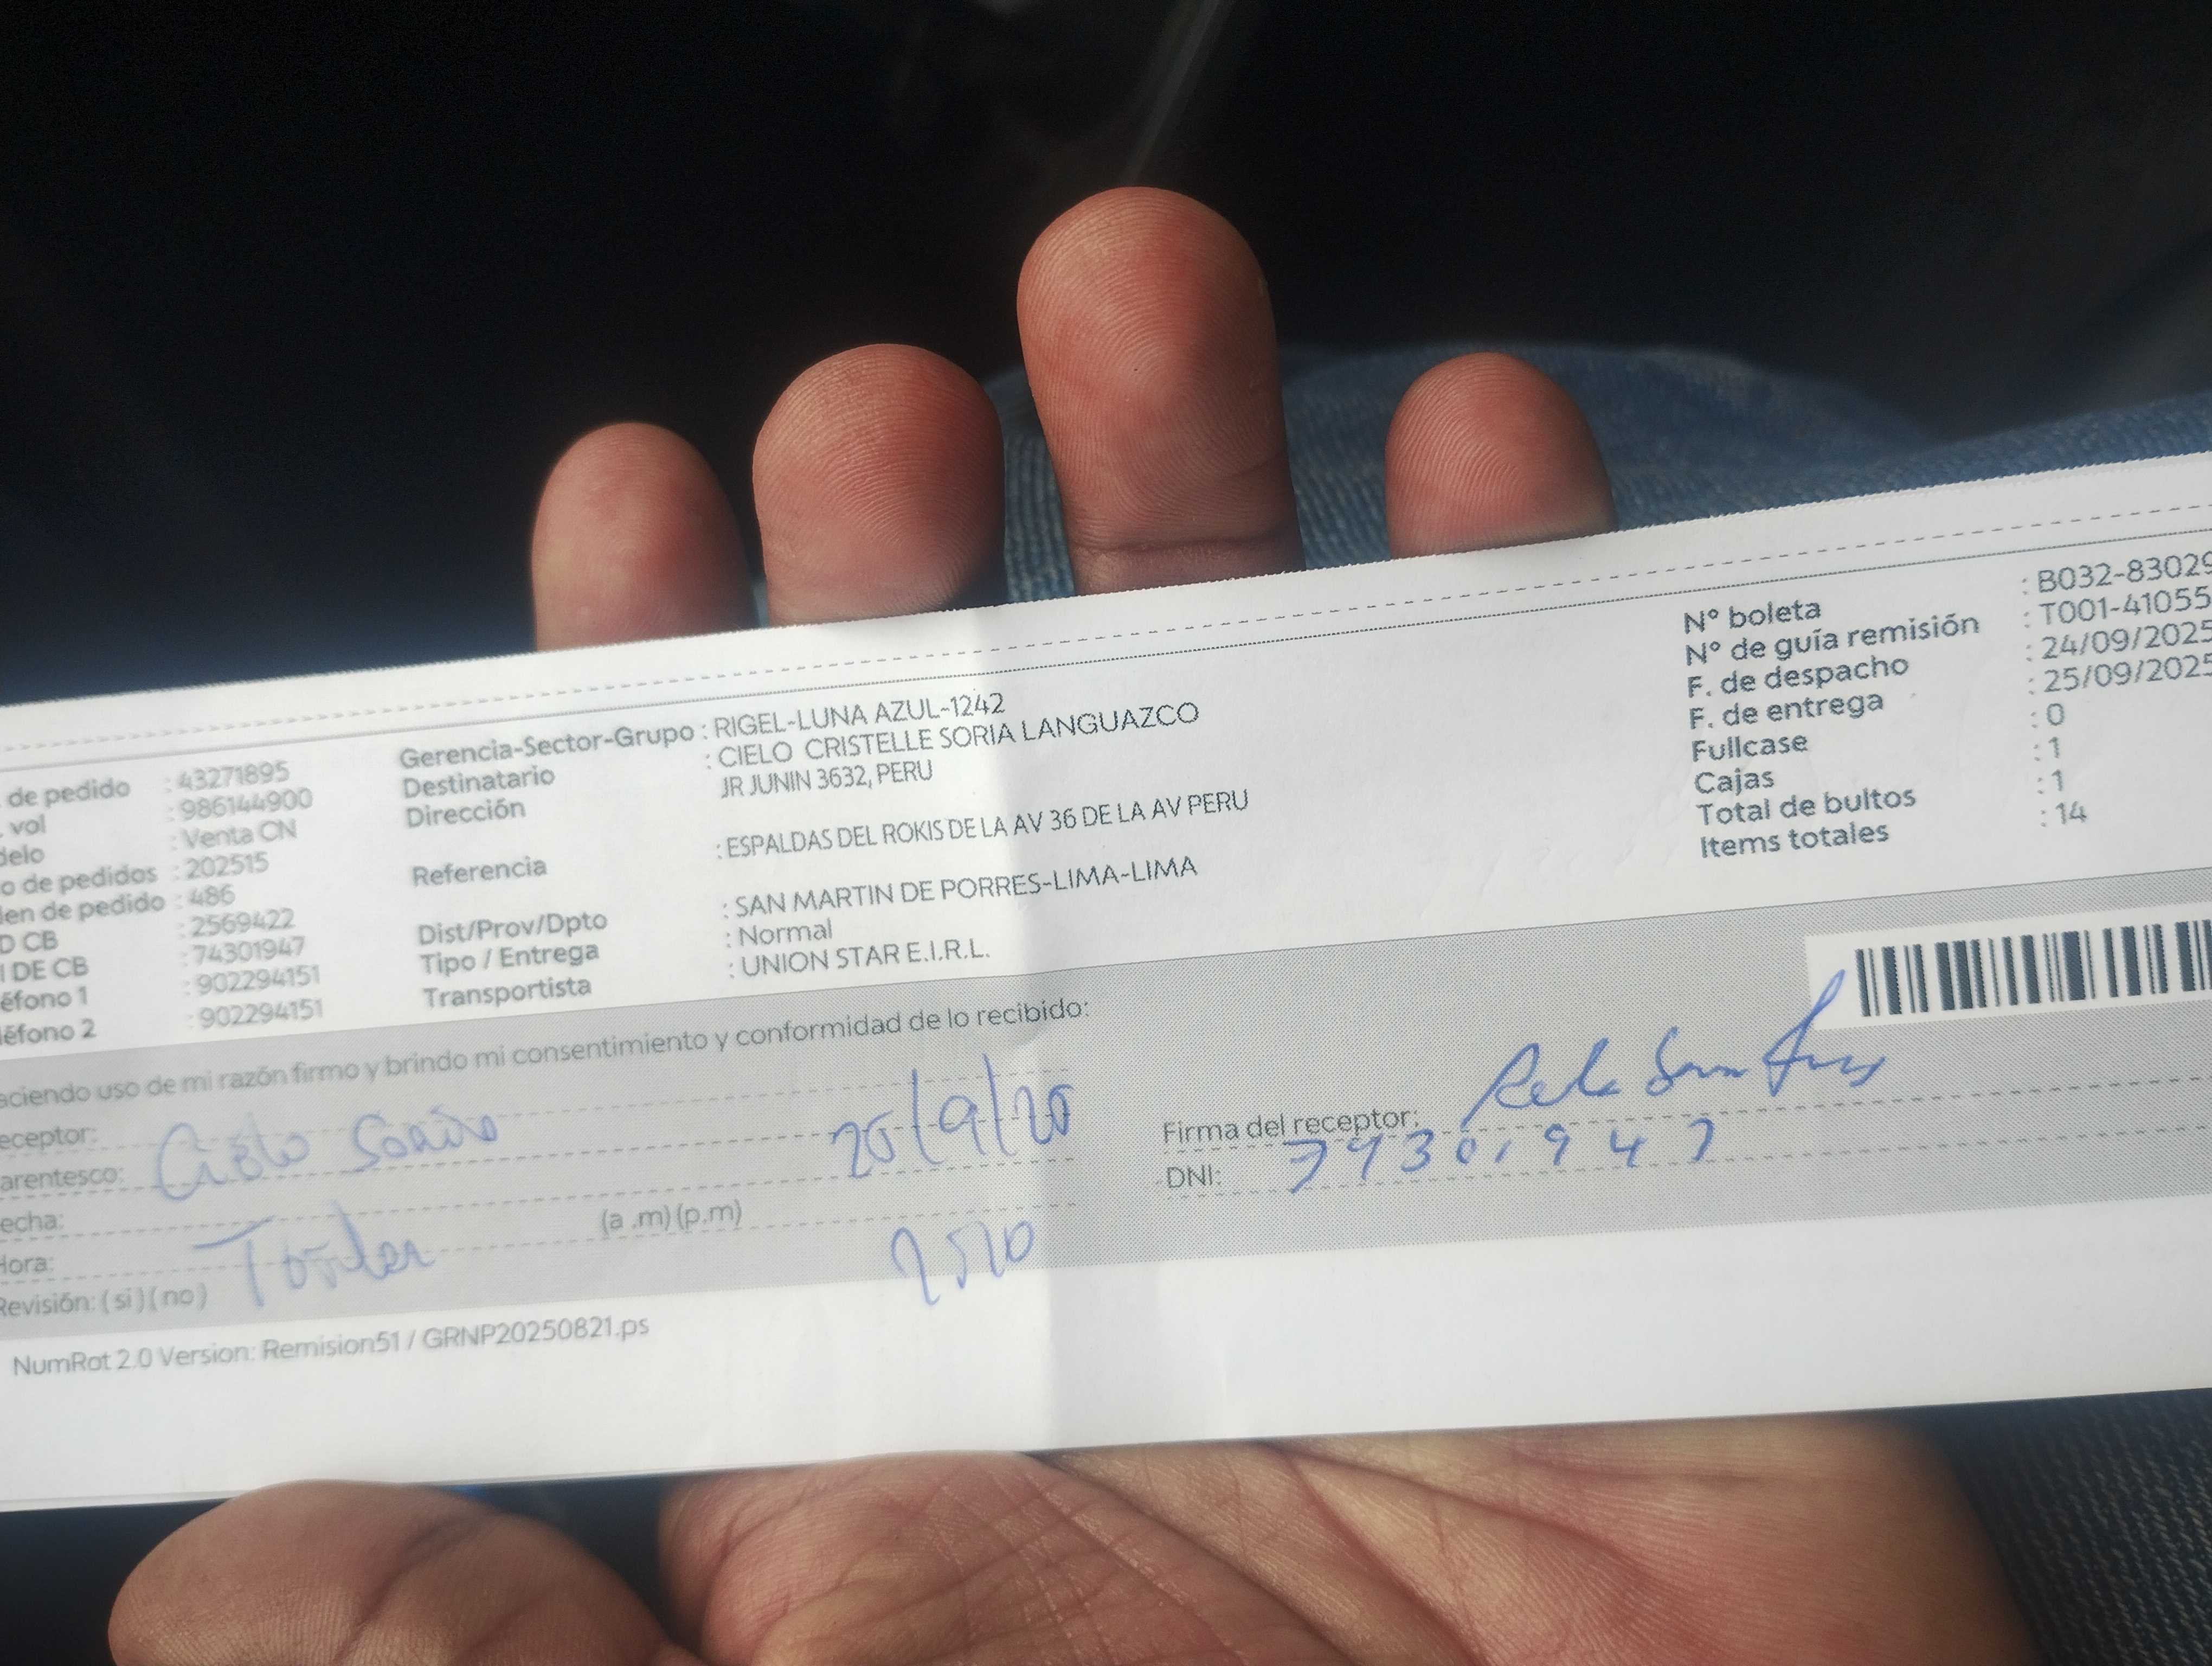 de pedido : 43271895
vol : 986144900
delo : Venta CN
o de pedidos : 202515
den de pedido : 486
D CB : 2569422
I DE CB : 74301947
éfono 1 : 902294151
léfono 2 : 902294151
Gerencia-Sector-Grupo : RIGEL-LUNA AZUL-1242
Destinatario : CIELO CRISTELLE SORIA LANGUAZCO
Dirección JR JUNIN 3632, PERU
Referencia : ESPALDAS DEL ROKIS DE LA AV 36 DE LA AV PERU
Dist/Prov/Dpto : SAN MARTIN DE PORRES-LIMA-LIMA
Tipo / Entrega : Normal
Transportista : UNION STAR E.I.R.L.
N° boleta : B032-83029
N° de guía remisión : T001-41055
F. de despacho : 24/09/2025
F. de entrega : 25/09/2025
Fullcase : 0
Cajas : 1
Total de bultos : 1
Items totales : 14
aciendo uso de mi razón firmo y brindo mi consentimiento y conformidad de lo recibido:
eceptor:
arentesco: Cielo Soria
echa:
Hora: (a .m) (p.m)
Revisión: ( si ) ( no )
Firma del receptor:
DNI: 74301947
NumRot 2.0 Version: Remision51 / GRNP20250821.ps